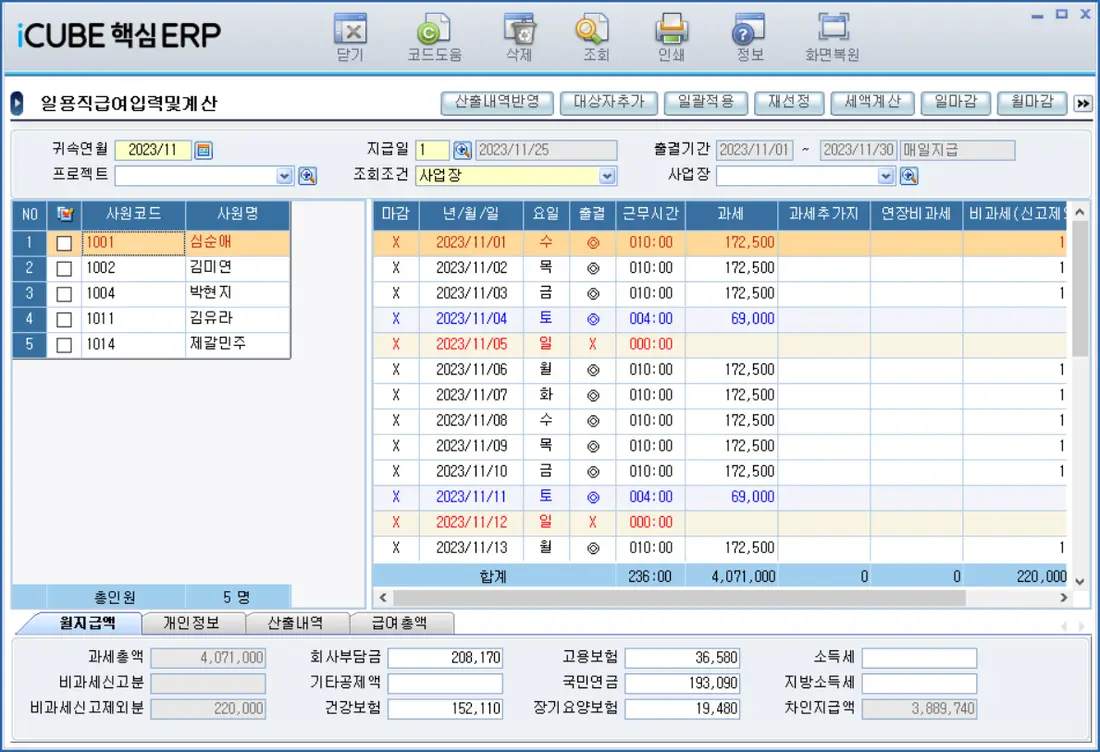 iCUBE 핵심ERP
닫기 코드도움 삭제 조회 인쇄 정보 화면복원
일용직급여입력및계산
산출내역반영 대상자추가 일괄적용 재선정 세액계산 일마감 월마감
귀속연월 2023/11 지급일 1 2023/11/25 출결기간 2023/11/01 ~ 2023/11/30 매일지급
프로젝트 조회조건 사업장 사업장
NO 사원코드 사원명
1 1001 심순애
2 1002 김미연
3 1004 박현지
4 1011 김유라
5 1014 제갈민주
총인원 5 명
마감 년/월/일 요일 출결 근무시간 과세 과세추가지 연장비과세 비과세(신고제
X 2023/11/01 수 ◎ 010:00 172,500 1
X 2023/11/02 목 ◎ 010:00 172,500 1
X 2023/11/03 금 ◎ 010:00 172,500 1
X 2023/11/04 토 ◎ 004:00 69,000
X 2023/11/05 일 X 000:00
X 2023/11/06 월 ◎ 010:00 172,500 1
X 2023/11/07 화 ◎ 010:00 172,500 1
X 2023/11/08 수 ◎ 010:00 172,500 1
X 2023/11/09 목 ◎ 010:00 172,500 1
X 2023/11/10 금 ◎ 010:00 172,500 1
X 2023/11/11 토 ◎ 004:00 69,000
X 2023/11/12 일 X 000:00
X 2023/11/13 월 ◎ 010:00 172,500 1
합계 236:00 4,071,000 0 0 220,000
월지급액 개인정보 산출내역 급여총액
과세총액 4,071,000 회사부담금 208,170 고용보험 36,580 소득세
비과세신고분 기타공제액 국민연금 193,090 지방소득세
비과세신고제외분 220,000 건강보험 152,110 장기요양보험 19,480 차인지급액 3,889,740